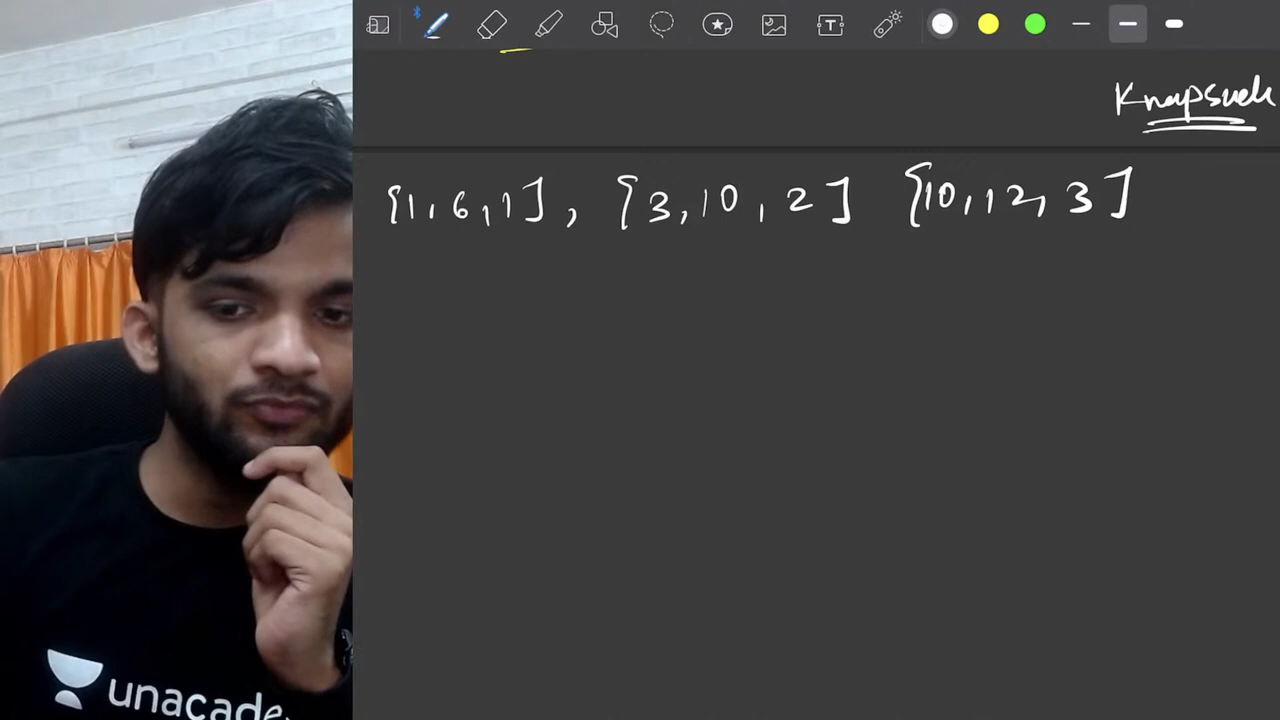 Knapsack
[1, 6, 1], [3, 10, 2] [10, 12, 3]
unacade